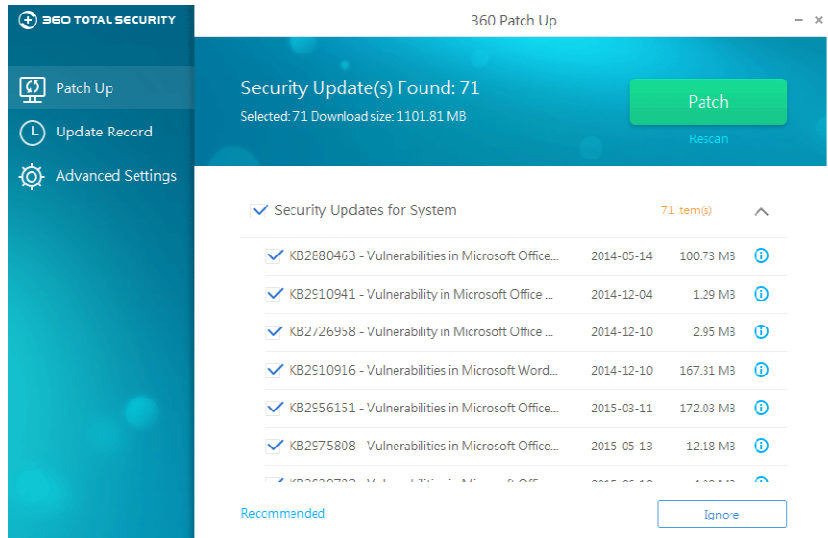 360 TOTAL SECURITY
360 Patch Up
Patch Up
Update Record
Advanced Settings
Security Update(s) Found: 71
Selected: 71 Download size: 1101.81 MB
Patch
Rescan
Security Updates for System 71 item(s)
KB2880463 - Vulnerabilities in Microsoft Office... 2014-05-14 100.73 MB
KB2910941 - Vulnerability in Microsoft Office ... 2014-12-04 1.29 MB
KB2726958 - Vulnerability in Microsoft Office ... 2014-12-10 2.95 MB
KB2910916 - Vulnerabilities in Microsoft Word... 2014-12-10 167.31 MB
KB2956151 - Vulnerabilities in Microsoft Office... 2015-03-11 172.03 MB
KB2975808 - Vulnerabilities in Microsoft Office... 2015-05-13 12.18 MB
Recommended
Ignore